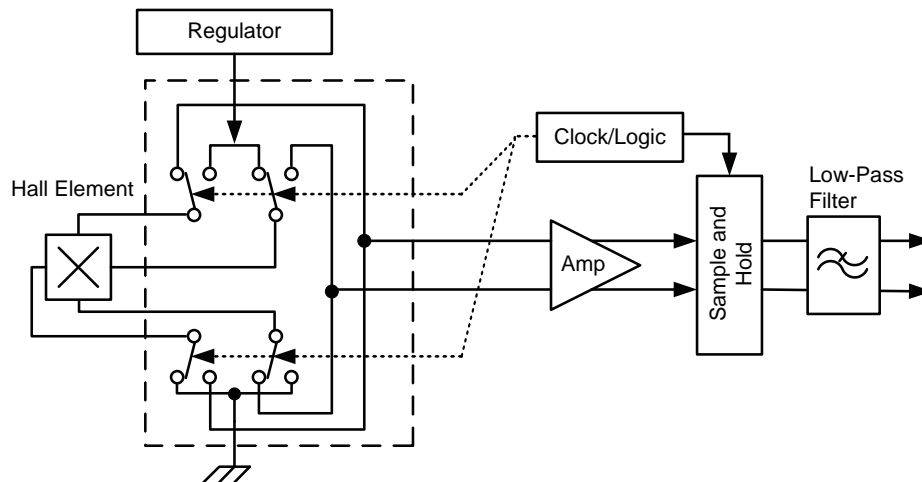 Regulator
Clock/Logic
Hall Element
Low-Pass
Filter
Amp
Sample and
Hold